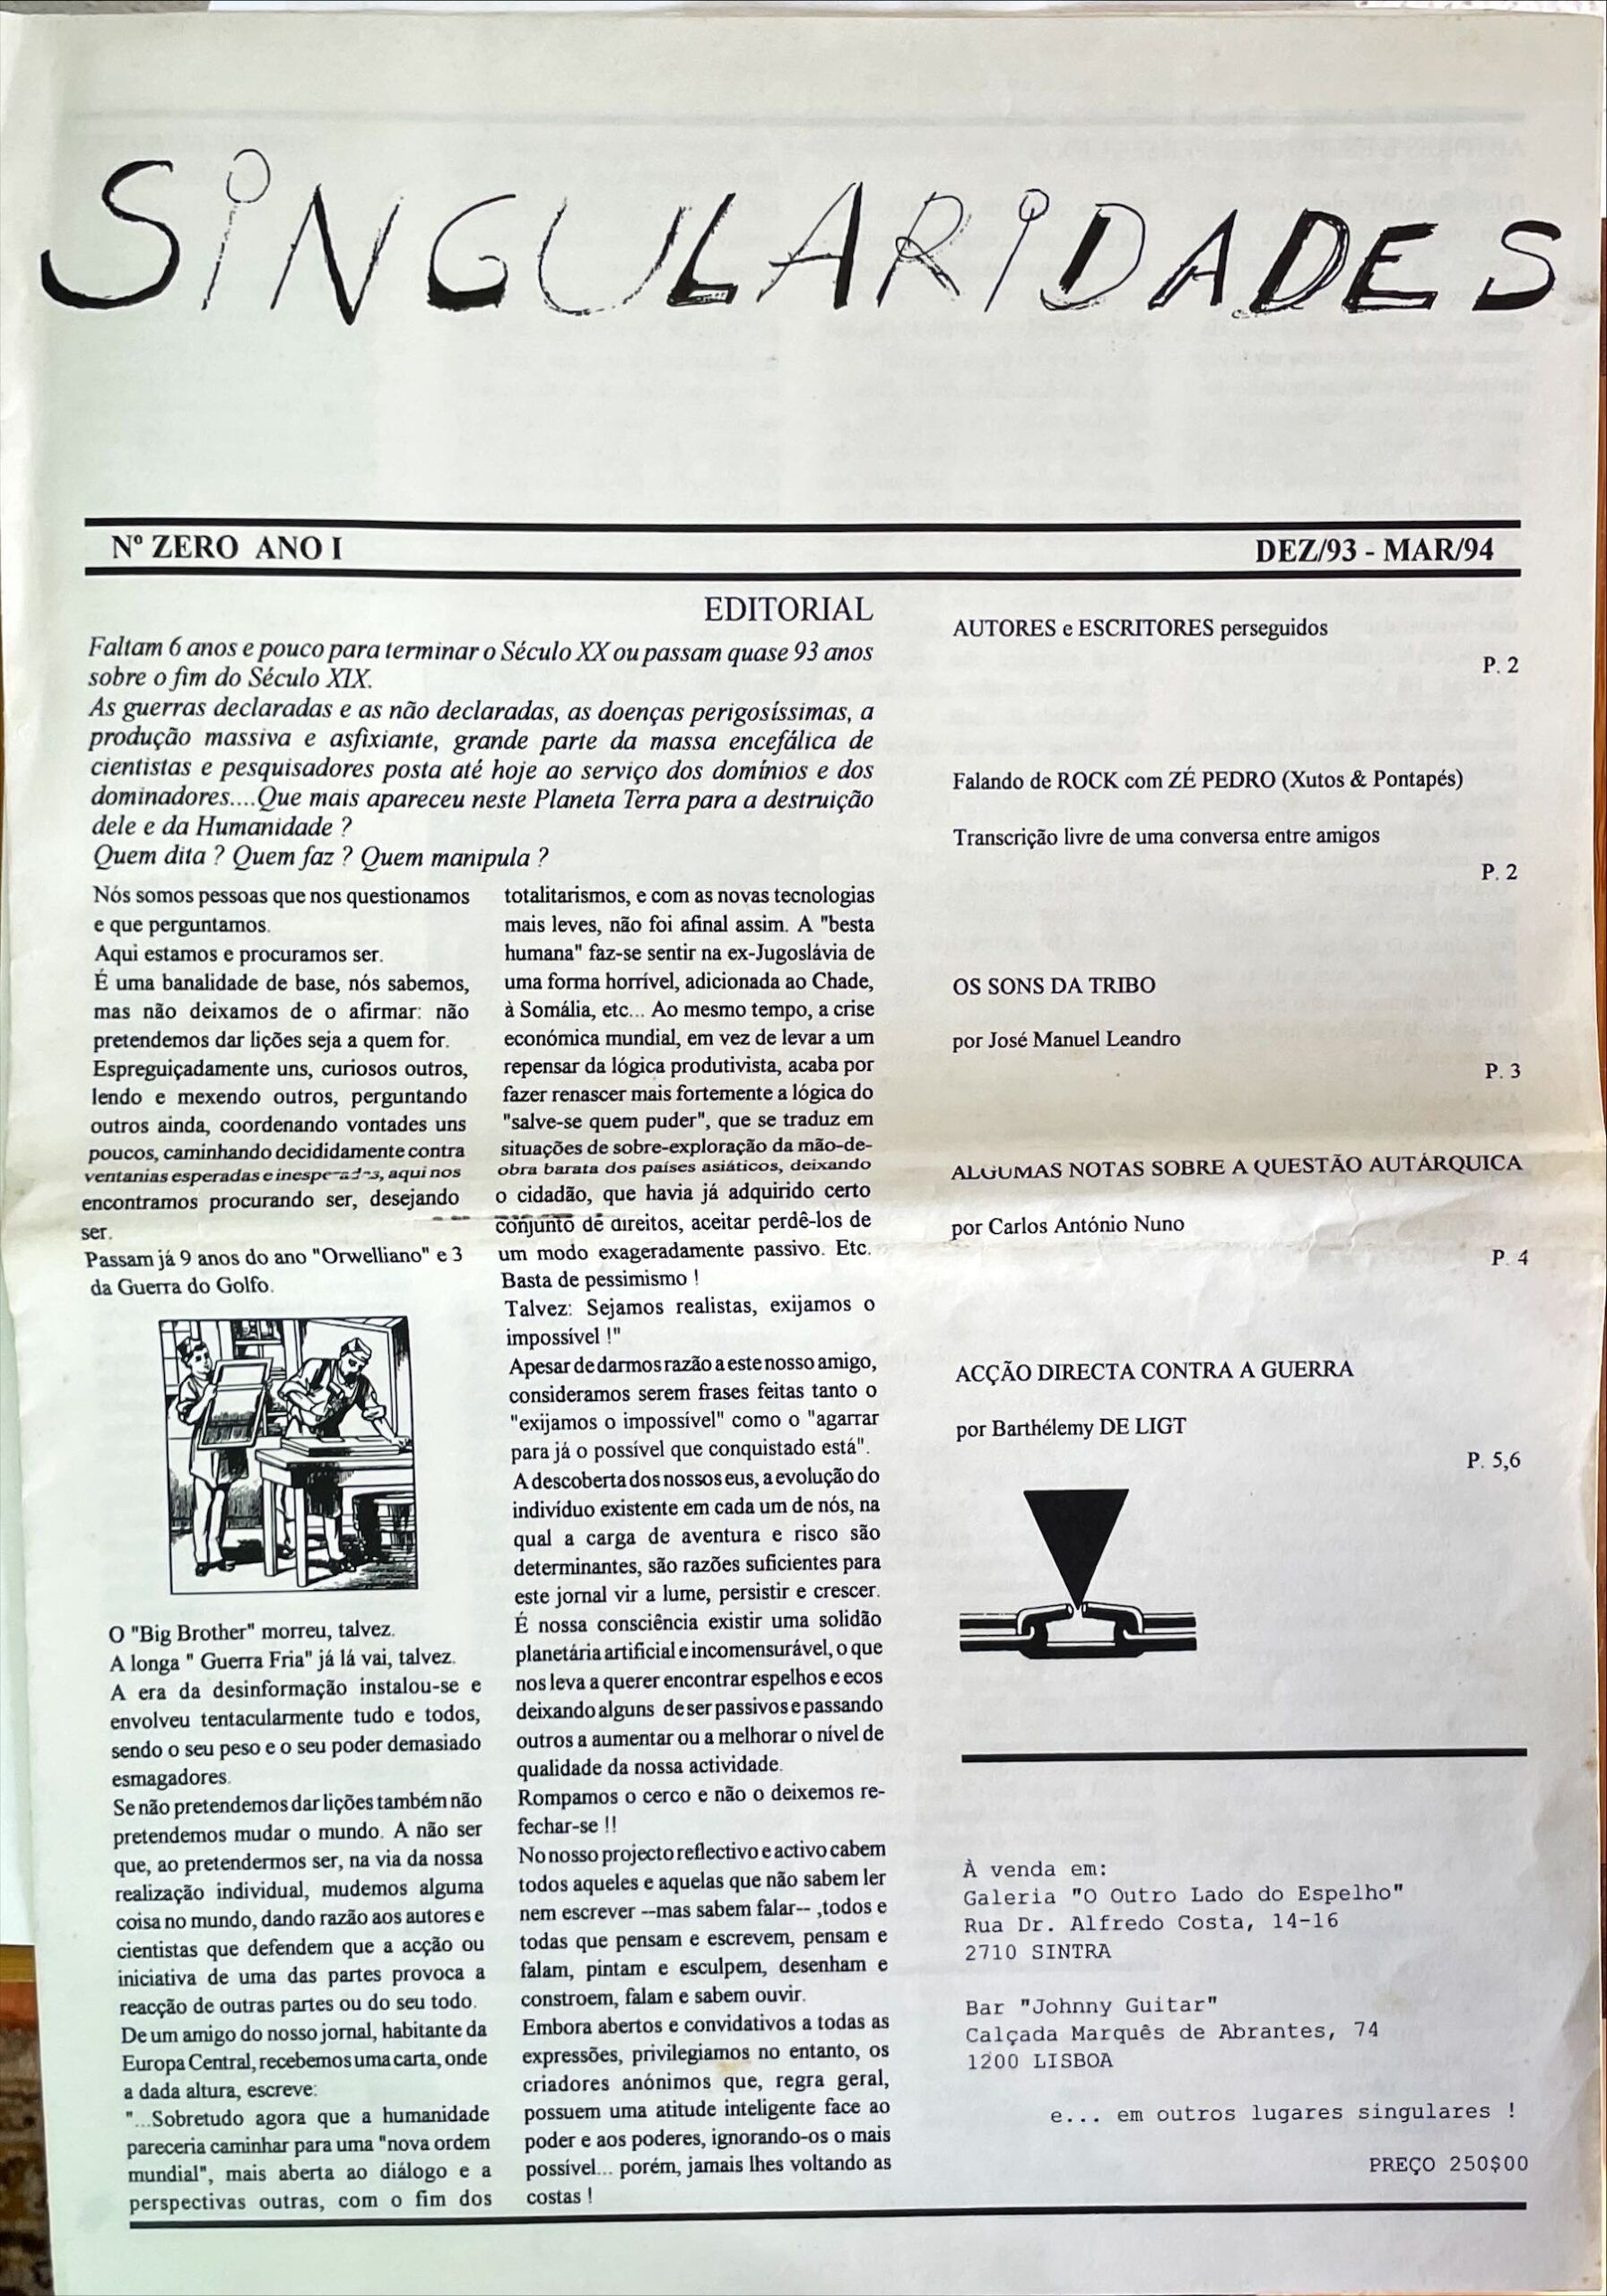 SiNGULARiDADES
Nº ZERO ANO I
DEZ/93 - MAR/94
EDITORIAL
Faltam 6 anos e pouco para terminar o Século XX ou passam quase 93 anos
sobre o fim do Século XIX.
As guerras declaradas e as não declaradas, as doenças perigosíssimas, a
produção massiva e asfixiante, grande parte da massa encefálica de
cientistas e pesquisadores posta até hoje ao serviço dos domínios e dos
dominadores....Que mais apareceu neste Planeta Terra para a destruição
dele e da Humanidade ?
Quem dita ? Quem faz ? Quem manipula ?
Nós somos pessoas que nos questionamos
e que perguntamos.
Aqui estamos e procuramos ser.
É uma banalidade de base, nós sabemos,
mas não deixamos de o afirmar: não
pretendemos dar lições seja a quem for.
Espreguiçadamente uns, curiosos outros,
lendo e mexendo outros, perguntando
outros ainda, coordenando vontades uns
poucos, caminhando decididamente contra
ventanias esperadas e inesperadas, aqui nos
encontramos procurando ser, desejando
ser.
Passam já 9 anos do ano "Orwelliano" e 3
da Guerra do Golfo.
O "Big Brother" morreu, talvez.
A longa " Guerra Fria" já lá vai, talvez.
A era da desinformação instalou-se e
envolveu tentacularmente tudo e todos,
sendo o seu peso e o seu poder demasiado
esmagadores.
Se não pretendemos dar lições também não
pretendemos mudar o mundo. A não ser
que, ao pretendermos ser, na via da nossa
realização individual, mudemos alguma
coisa no mundo, dando razão aos autores e
cientistas que defendem que a acção ou
iniciativa de uma das partes provoca a
reacção de outras partes ou do seu todo.
De um amigo do nosso jornal, habitante da
Europa Central, recebemos uma carta, onde
a dada altura, escreve:
"...Sobretudo agora que a humanidade
pareceria caminhar para uma "nova ordem
mundial", mais aberta ao diálogo e a
perspectivas outras, com o fim dos
totalitarismos, e com as novas tecnologias
mais leves, não foi afinal assim. A "besta
humana" faz-se sentir na ex-Jugoslávia de
uma forma horrível, adicionada ao Chade,
à Somália, etc... Ao mesmo tempo, a crise
económica mundial, em vez de levar a um
repensar da lógica produtivista, acaba por
fazer renascer mais fortemente a lógica do
"salve-se quem puder", que se traduz em
situações de sobre-exploração da mão-de-
obra barata dos países asiáticos, deixando
o cidadão, que havia já adquirido certo
conjunto de direitos, aceitar perdê-los de
um modo exageradamente passivo. Etc.
Basta de pessimismo !
Talvez: Sejamos realistas, exijamos o
impossível !"
Apesar de darmos razão a este nosso amigo,
consideramos serem frases feitas tanto o
"exijamos o impossível" como o "agarrar
para já o possível que conquistado está".
A descoberta dos nossos eus, a evolução do
indivíduo existente em cada um de nós, na
qual a carga de aventura e risco são
determinantes, são razões suficientes para
este jornal vir a lume, persistir e crescer.
É nossa consciência existir uma solidão
planetária artificial e incomensurável, o que
nos leva a querer encontrar espelhos e ecos
deixando alguns de ser passivos e passando
outros a aumentar ou a melhorar o nível de
qualidade da nossa actividade.
Rompamos o cerco e não o deixemos re-
fechar-se !!
No nosso projecto reflectivo e activo cabem
todos aqueles e aquelas que não sabem ler
nem escrever --mas sabem falar-- ,todos e
todas que pensam e escrevem, pensam e
falam, pintam e esculpem, desenham e
constroem, falam e sabem ouvir.
Embora abertos e convidativos a todas as
expressões, privilegiamos no entanto, os
criadores anónimos que, regra geral,
possuem uma atitude inteligente face ao
poder e aos poderes, ignorando-os o mais
possível... porém, jamais lhes voltando as
costas !
AUTORES e ESCRITORES perseguidos
P. 2
Falando de ROCK com ZÉ PEDRO (Xutos & Pontapés)
Transcrição livre de uma conversa entre amigos
P. 2
OS SONS DA TRIBO
por José Manuel Leandro
P. 3
ALGUMAS NOTAS SOBRE A QUESTÃO AUTÁRQUICA
por Carlos António Nuno
P. 4
ACÇÃO DIRECTA CONTRA A GUERRA
por Barthélemy DE LIGT
P. 5,6
À venda em:
Galeria "O Outro Lado do Espelho"
Rua Dr. Alfredo Costa, 14-16
2710 SINTRA
Bar "Johnny Guitar"
Calçada Marquês de Abrantes, 74
1200 LISBOA
e... em outros lugares singulares !
PREÇO 250$00